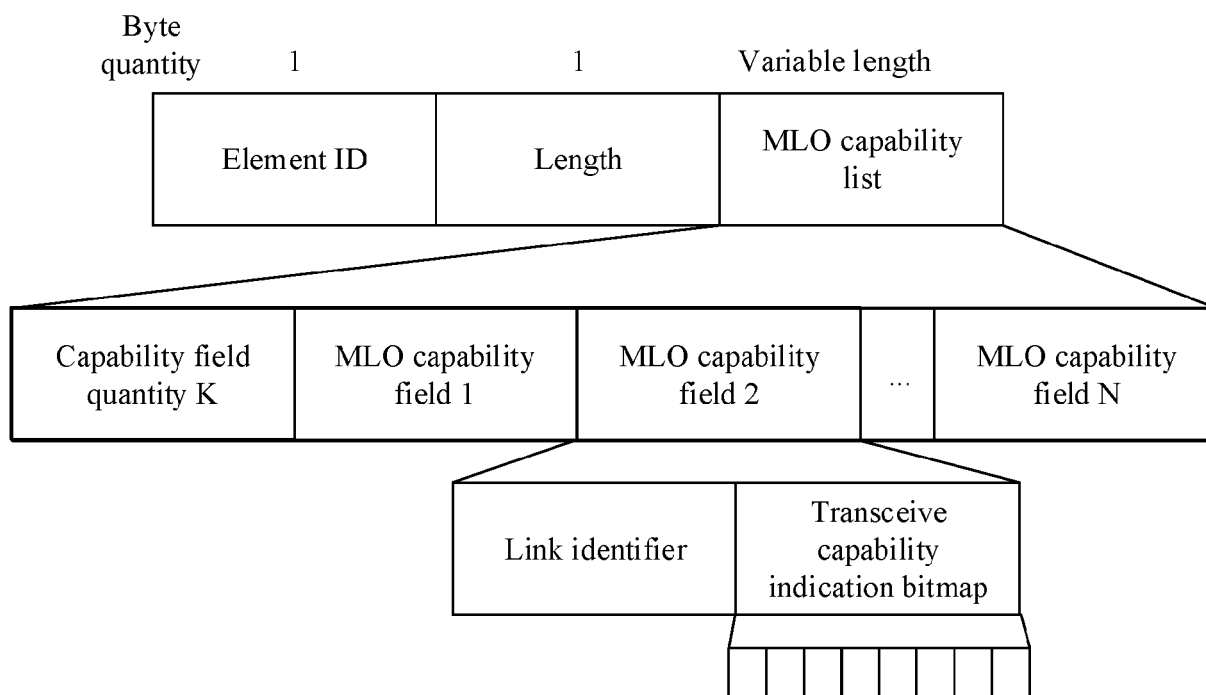 Byte
quantity
1
1
Variable length
Element ID
Length
MLO capability
list
Capability field
quantity K
MLO capability
field 1
MLO capability
field 2
...
MLO capability
field N
Link identifier
Transceive
capability
indication bitmap